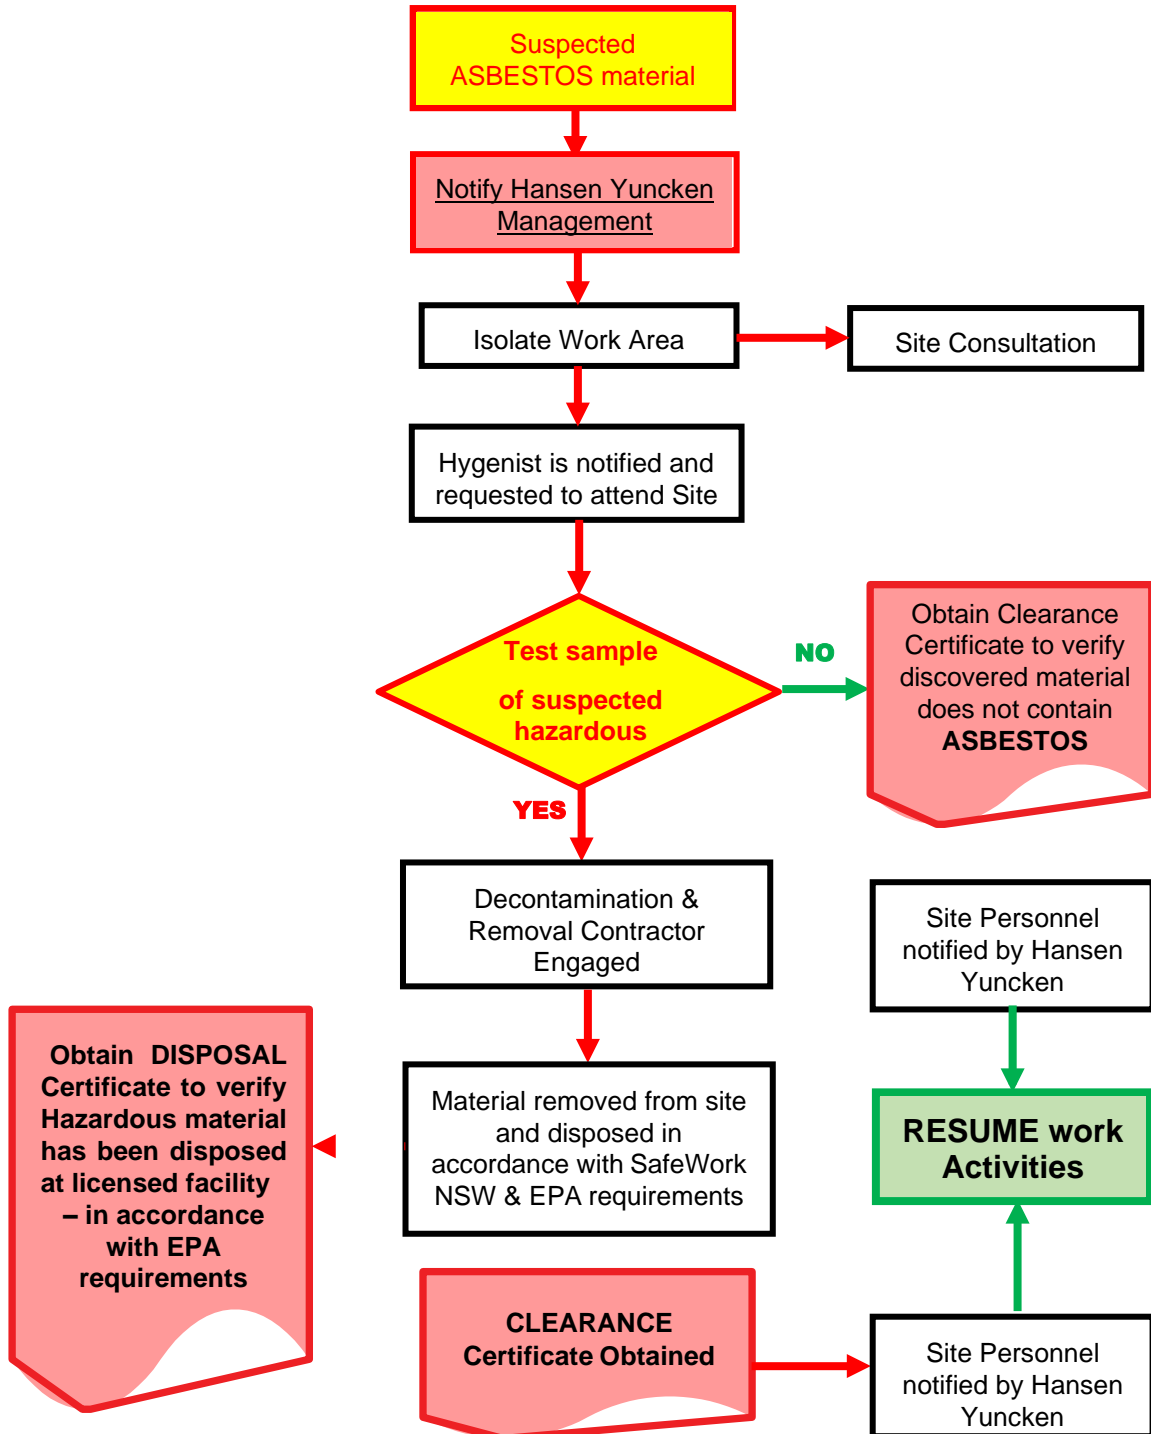 Suspected
ASBESTOS material
Notify Hansen Yuncken
Management
Isolate Work Area
Site Consultation
Hygenist is notified and
requested to attend Site
Test sample
of suspected
hazardous
NO
Obtain Clearance
Certificate to verify
discovered material
does not contain
ASBESTOS
YES
Decontamination &
Removal Contractor
Engaged
Site Personnel
notified by Hansen
Yuncken
Obtain DISPOSAL
Certificate to verify
Hazardous material
has been disposed
at licensed facility
– in accordance
with EPA
requirements
Material removed from site
and disposed in
accordance with SafeWork
NSW & EPA requirements
RESUME work
Activities
CLEARANCE
Certificate Obtained
Site Personnel
notified by Hansen
Yuncken